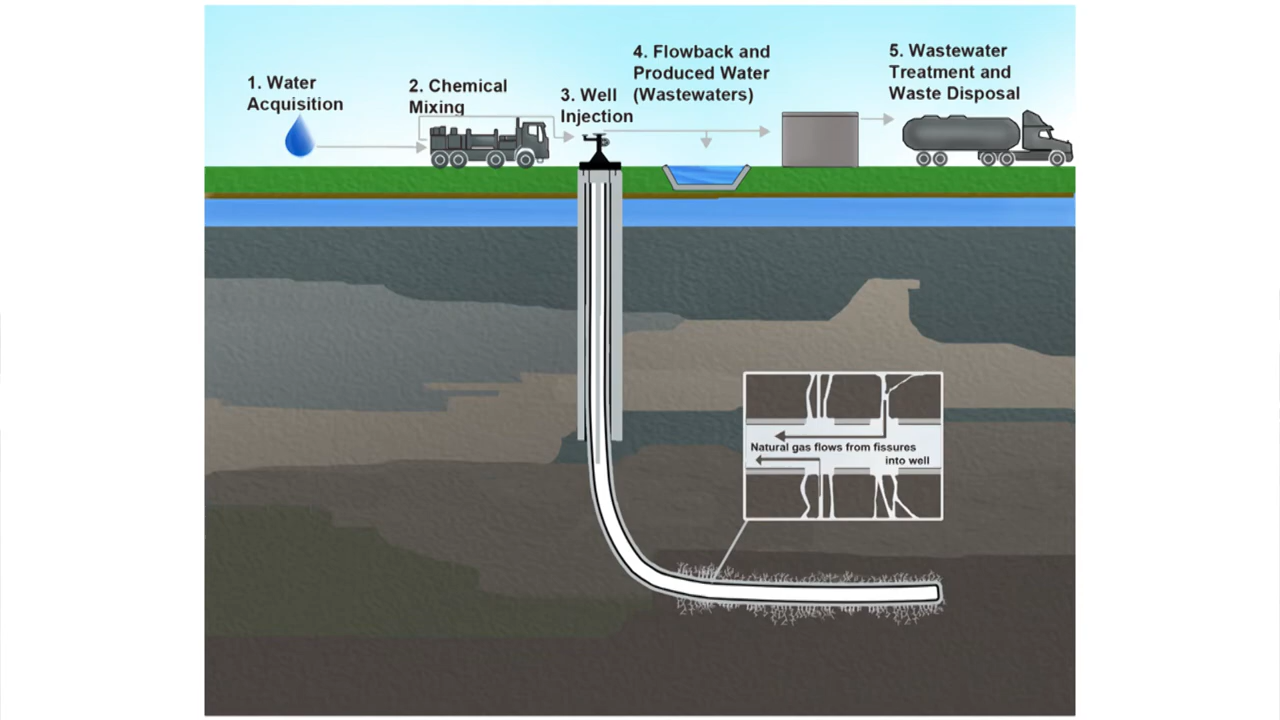 1. Water
Acquisition
2. Chemical
Mixing
3. Well
Injection
4. Flowback and
Produced Water
(Wastewaters)
5. Wastewater
Treatment and
Waste Disposal
Natural gas flows from fissures
into well